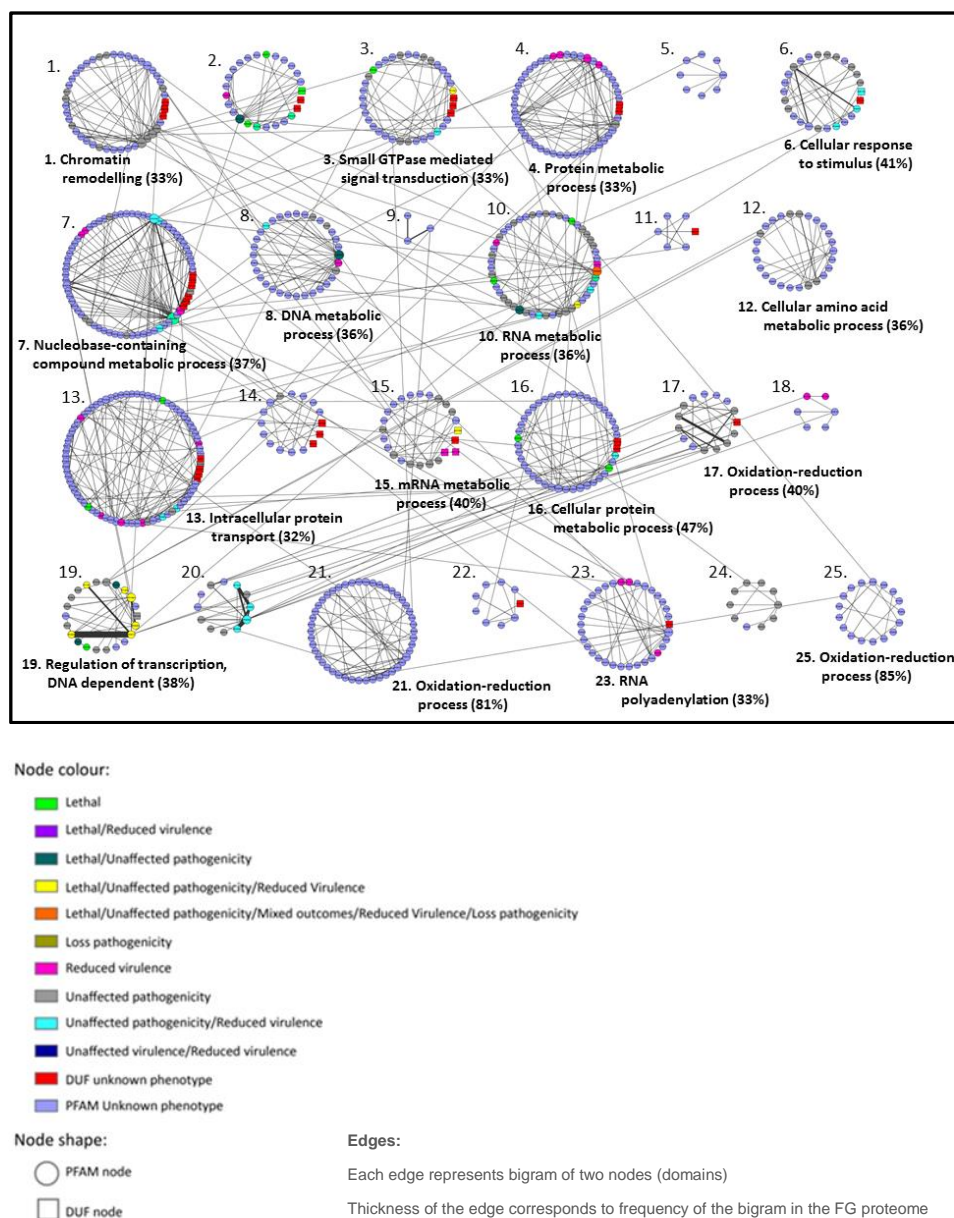 1.
2.
3.
4.
5.
6.
1. Chromatin
remodelling (33%)
3. Small GTPase mediated
signal transduction (33%)
4. Protein metabolic
process (33%)
6. Cellular response
to stimulus (41%)
7.
8.
9.
10.
11.
12.
7. Nucleobase-containing
compound metabolic process (37%)
8. DNA metabolic
process (36%)
10. RNA metabolic
process (36%)
12. Cellular amino acid
metabolic process (36%)
13.
14.
15.
16.
17.
18.
13. Intracellular protein
transport (32%)
15. mRNA metabolic
process (40%)
16. Cellular protein
metabolic process (47%)
17. Oxidation-reduction
process (40%)
19.
20.
21.
22.
23.
24.
25.
19. Regulation of transcription,
DNA dependent (38%)
21. Oxidation-reduction
process (81%)
23. RNA
polyadenylation (33%)
25. Oxidation-reduction
process (85%)
Node colour:
Lethal
Lethal/Reduced virulence
Lethal/Unaffected pathogenicity
Lethal/Unaffected pathogenicity/Reduced Virulence
Lethal/Unaffected pathogenicity/Mixed outcomes/Reduced Virulence/Loss pathogenicity
Loss pathogenicity
Reduced virulence
Unaffected pathogenicity
Unaffected pathogenicity/Reduced virulence
Unaffected virulence/Reduced virulence
DUF unknown phenotype
PFAM Unknown phenotype
Node shape:
PFAM node
DUF node
Edges:
Each edge represents bigram of two nodes (domains)
Thickness of the edge corresponds to frequency of the bigram in the FG proteome